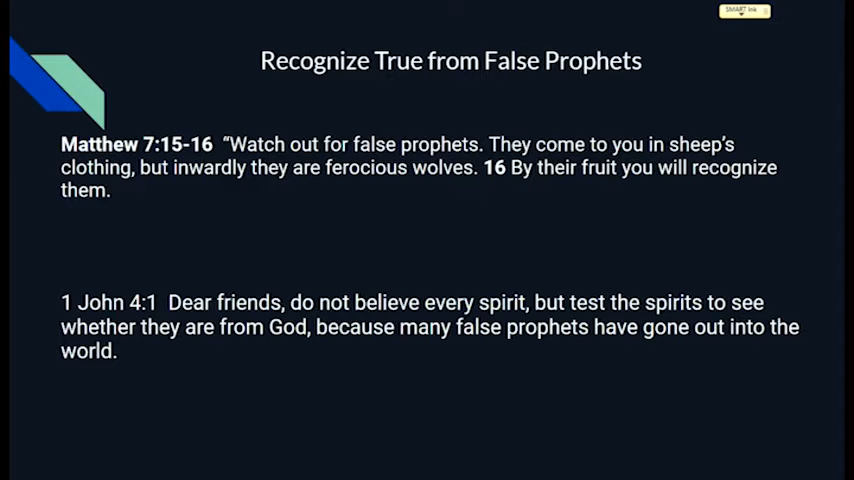 SMART Ink
Recognize True from False Prophets
Matthew 7:15-16 “Watch out for false prophets. They come to you in sheep’s
clothing, but inwardly they are ferocious wolves. 16 By their fruit you will recognize
them.
1 John 4:1 Dear friends, do not believe every spirit, but test the spirits to see
whether they are from God, because many false prophets have gone out into the
world.